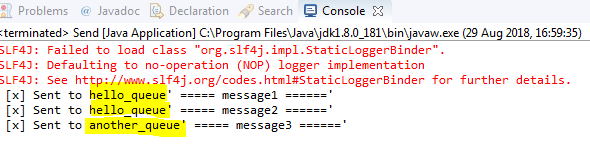 Problems @ Javadoc Declaration Search Console
<terminated> Send [Java Application] C:\Program Files\Java\jdk1.8.0_181\bin\javaw.exe (29 Aug 2018, 16:59:35)
SLF4J: Failed to load class "org.slf4j.impl.StaticLoggerBinder".
SLF4J: Defaulting to no-operation (NOP) logger implementation
SLF4J: See http://www.slf4j.org/codes.html#StaticLoggerBinder for further details.
[x] Sent to hello_queue' ===== message1 ======'
[x] Sent to hello_queue' ===== message2 ======'
[x] Sent to another_queue' ===== message3 ======'